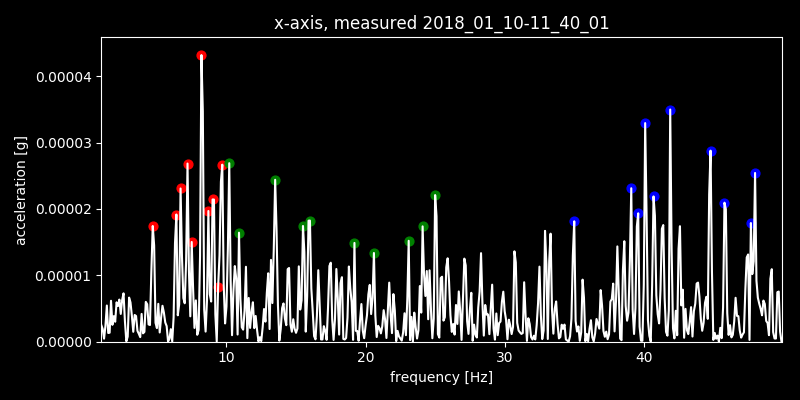 x-axis, measured 2018_01_10-11_40_01
acceleration [g]
0.00004
0.00003
0.00002
0.00001
0.00000
10 20 30 40
frequency [Hz]